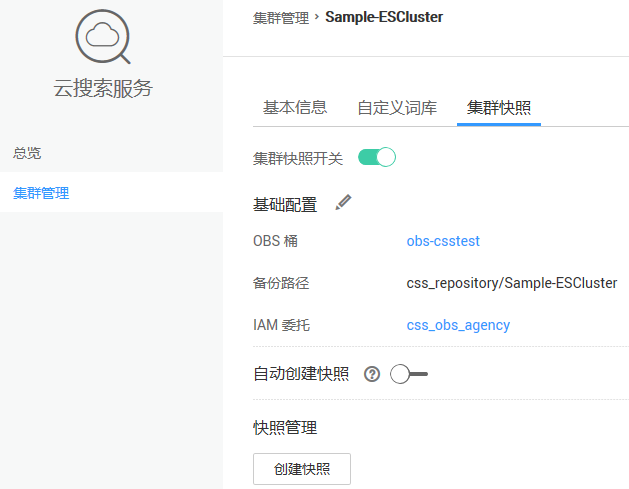 云搜索服务
总览
集群管理
集群管理 › Sample-ESCluster
基本信息 自定义词库 集群快照
集群快照开关
基础配置
OBS 桶 obs-csstest
备份路径 css_repository/Sample-ESCluster
IAM 委托 css_obs_agency
自动创建快照 ?
快照管理
创建快照